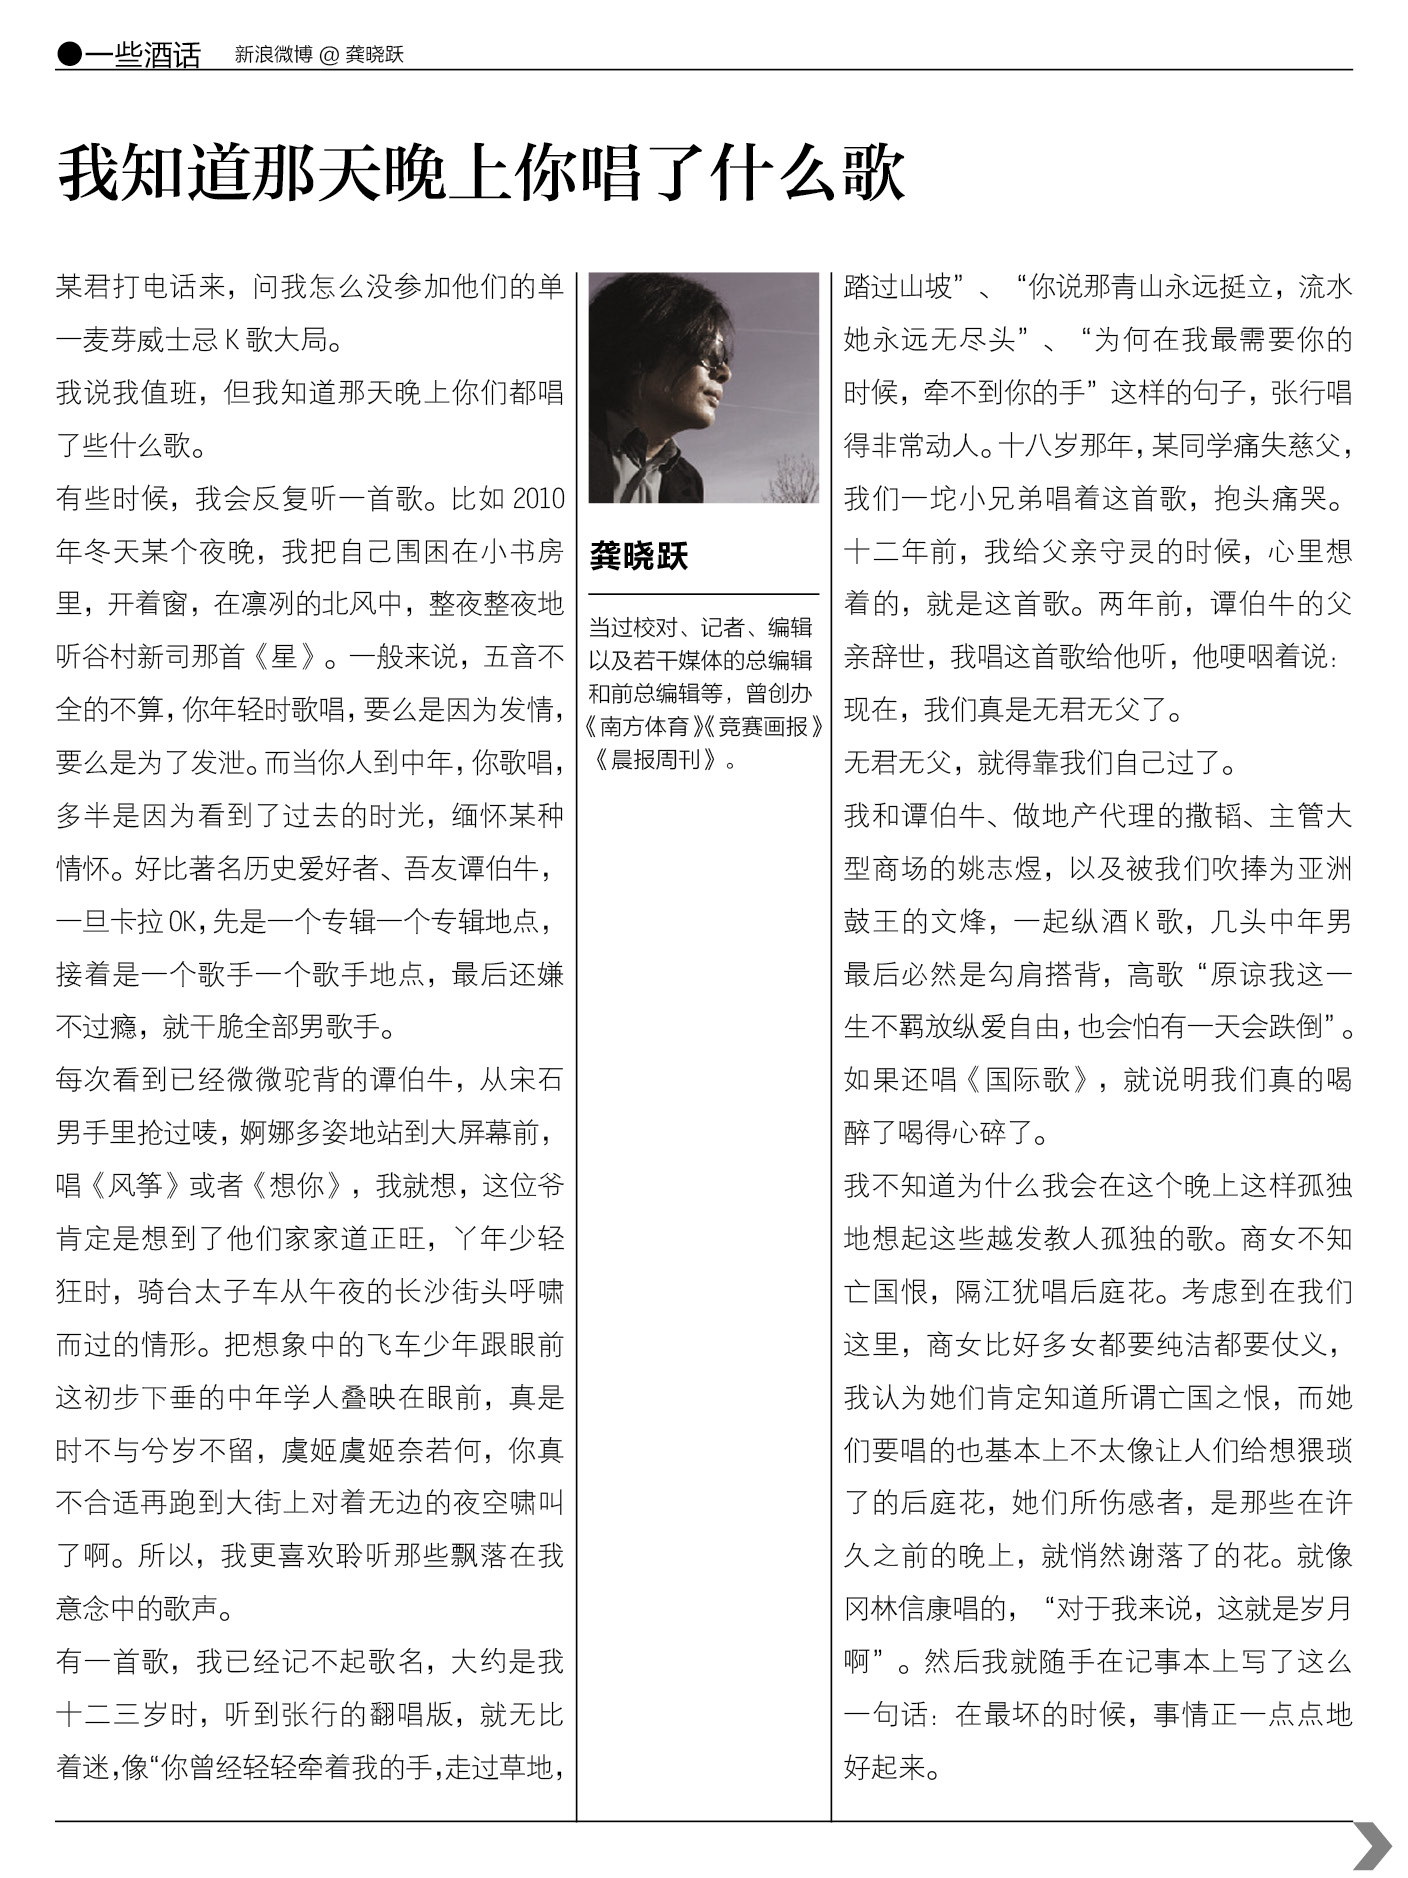 ●一些酒话 新浪微博 @ 龚晓跃
我知道那天晚上你唱了什么歌
某君打电话来，问我怎么没参加他们的单
一麦芽威士忌 K 歌大局。
我说我值班，但我知道那天晚上你们都唱
了些什么歌。
有些时候，我会反复听一首歌。比如 2010
年冬天某个夜晚，我把自己围困在小书房
里，开着窗，在凛冽的北风中，整夜整夜地
听谷村新司那首《星》。一般来说，五音不
全的不算，你年轻时歌唱，要么是因为发情，
要么是为了发泄。而当你人到中年，你歌唱，
多半是因为看到了过去的时光，缅怀某种
情怀。好比著名历史爱好者、吾友谭伯牛，
一旦卡拉 OK，先是一个专辑一个专辑地点，
接着是一个歌手一个歌手地点，最后还嫌
不过瘾，就干脆全部男歌手。
每次看到已经微微驼背的谭伯牛，从宋石
男手里抢过唛，婀娜多姿地站到大屏幕前，
唱《风筝》或者《想你》，我就想，这位爷
肯定是想到了他们家家道正旺，丫年少轻
狂时，骑台太子车从午夜的长沙街头呼啸
而过的情形。把想象中的飞车少年跟眼前
这初步下垂的中年学人叠映在眼前，真是
时不与兮岁不留，虞姬虞姬奈若何，你真
不合适再跑到大街上对着无边的夜空啸叫
了啊。所以，我更喜欢聆听那些飘落在我
意念中的歌声。
有一首歌，我已经记不起歌名，大约是我
十二三岁时，听到张行的翻唱版，就无比
着迷，像“你曾经轻轻牵着我的手，走过草地，
龚晓跃
当过校对、记者、编辑
以及若干媒体的总编辑
和前总编辑等，曾创办
《南方体育》《竞赛画报》
《晨报周刊》。
踏过山坡”、“你说那青山永远挺立，流水
她永远无尽头”、“为何在我最需要你的
时候，牵不到你的手”这样的句子，张行唱
得非常动人。十八岁那年，某同学痛失慈父，
我们一坨小兄弟唱着这首歌，抱头痛哭。
十二年前，我给父亲守灵的时候，心里想
着的，就是这首歌。两年前，谭伯牛的父
亲辞世，我唱这首歌给他听，他哽咽着说：
现在，我们真是无君无父了。
无君无父，就得靠我们自己过了。
我和谭伯牛、做地产代理的撒韬、主管大
型商场的姚志煜，以及被我们吹捧为亚洲
鼓王的文烽，一起纵酒 K 歌，几头中年男
最后必然是勾肩搭背，高歌“原谅我这一
生不羁放纵爱自由，也会怕有一天会跌倒”。
如果还唱《国际歌》，就说明我们真的喝
醉了喝得心碎了。
我不知道为什么我会在这个晚上这样孤独
地想起这些越发教人孤独的歌。商女不知
亡国恨，隔江犹唱后庭花。考虑到在我们
这里，商女比好多女都要纯洁都要仗义，
我认为她们肯定知道所谓亡国之恨，而她
们要唱的也基本上不太像让人们给想猥琐
了的后庭花，她们所伤感者，是那些在许
久之前的晚上，就悄然谢落了的花。就像
冈林信康唱的，“对于我来说，这就是岁月
啊”。然后我就随手在记事本上写了这么
一句话：在最坏的时候，事情正一点点地
好起来。